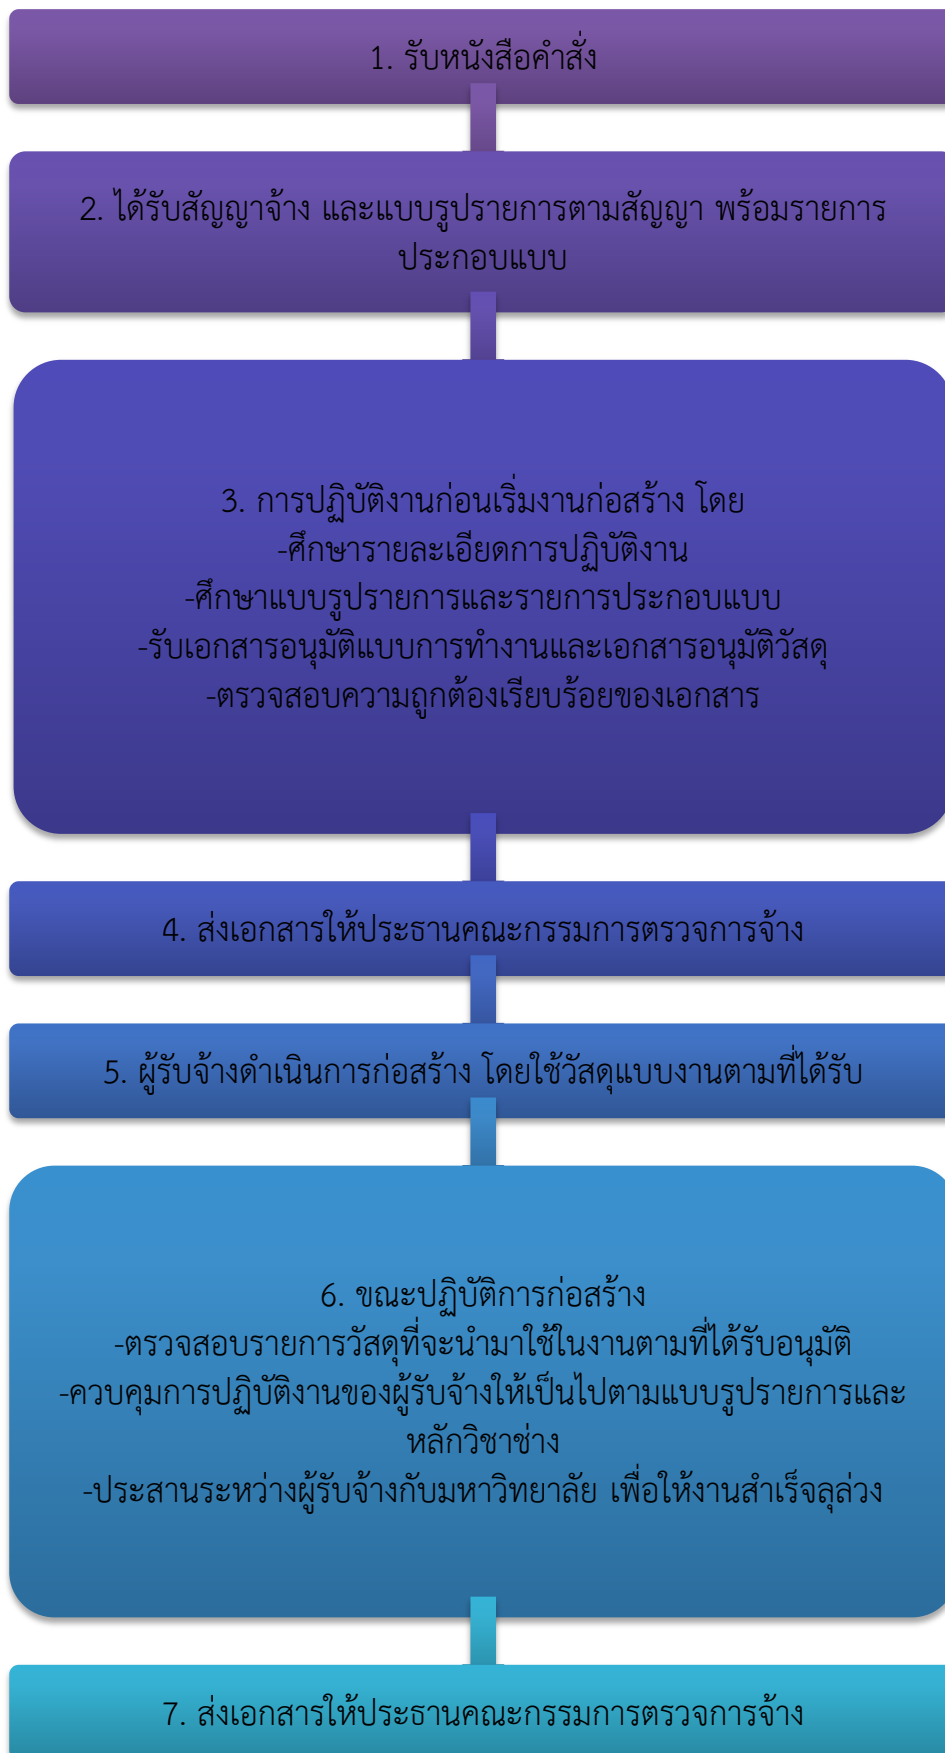 1. รับหนังสือคำสั่ง
2. ได้รับสัญญาจ้าง และแบบรูปรายการตามสัญญา พร้อมรายการ
ประกอบแบบ
3. การปฏิบัติงานก่อนเริ่มงานก่อสร้าง โดย
-ศึกษารายละเอียดการปฏิบัติงาน
-ศึกษาแบบรูปรายการและรายการประกอบแบบ
-รับเอกสารอนุมัติแบบการทำงานและเอกสารอนุมัติวัสดุ
-ตรวจสอบความถูกต้องเรียบร้อยของเอกสาร
4. ส่งเอกสารให้ประธานคณะกรรมการตรวจการจ้าง
5. ผู้รับจ้างดำเนินการก่อสร้าง โดยใช้วัสดุแบบงานตามที่ได้รับ
6. ขณะปฏิบัติการก่อสร้าง
-ตรวจสอบรายการวัสดุที่จะนำมาใช้ในงานตามที่ได้รับอนุมัติ
-ควบคุมการปฏิบัติงานของผู้รับจ้างให้เป็นไปตามแบบรูปรายการและ
หลักวิชาช่าง
-ประสานระหว่างผู้รับจ้างกับมหาวิทยาลัย เพื่อให้งานสำเร็จลุล่วง
7. ส่งเอกสารให้ประธานคณะกรรมการตรวจการจ้าง